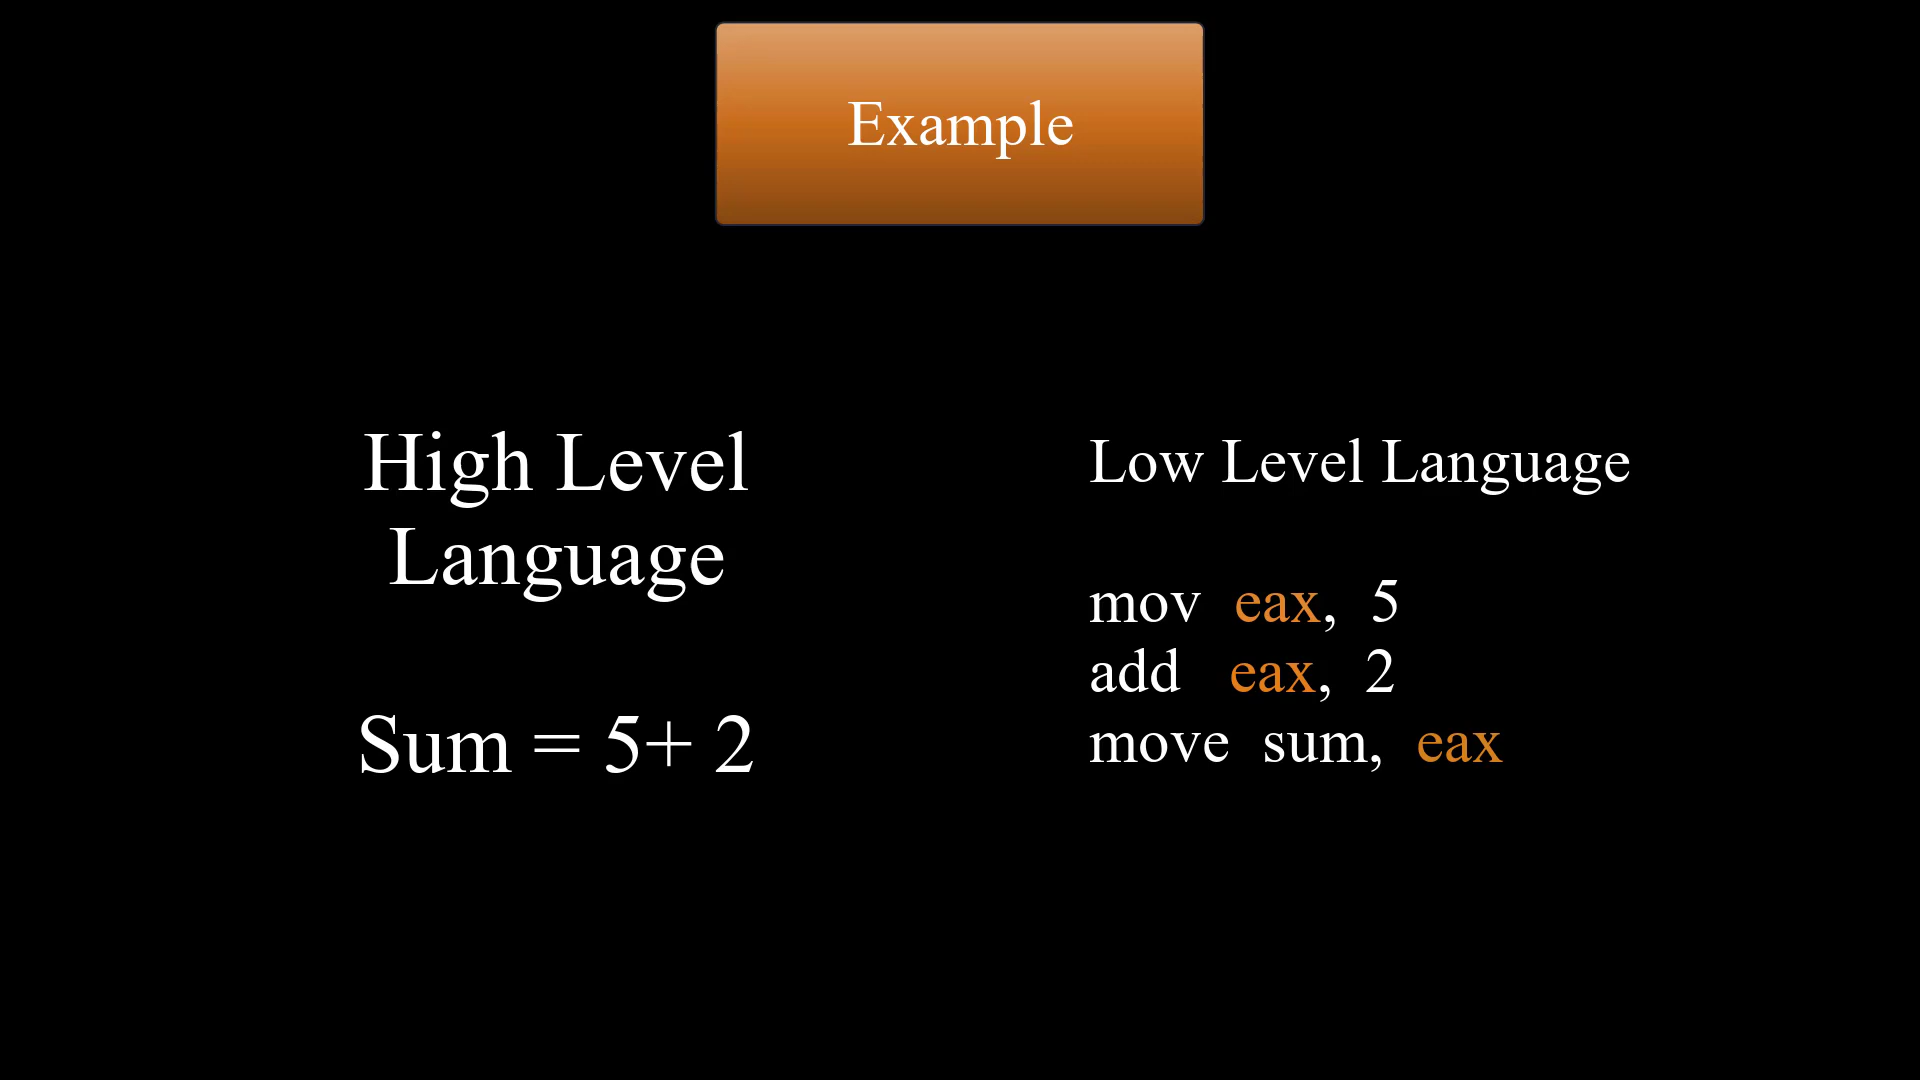 Example
High Level
Language
Sum = 5+ 2
Low Level Language
mov eax, 5
add eax, 2
move sum, eax